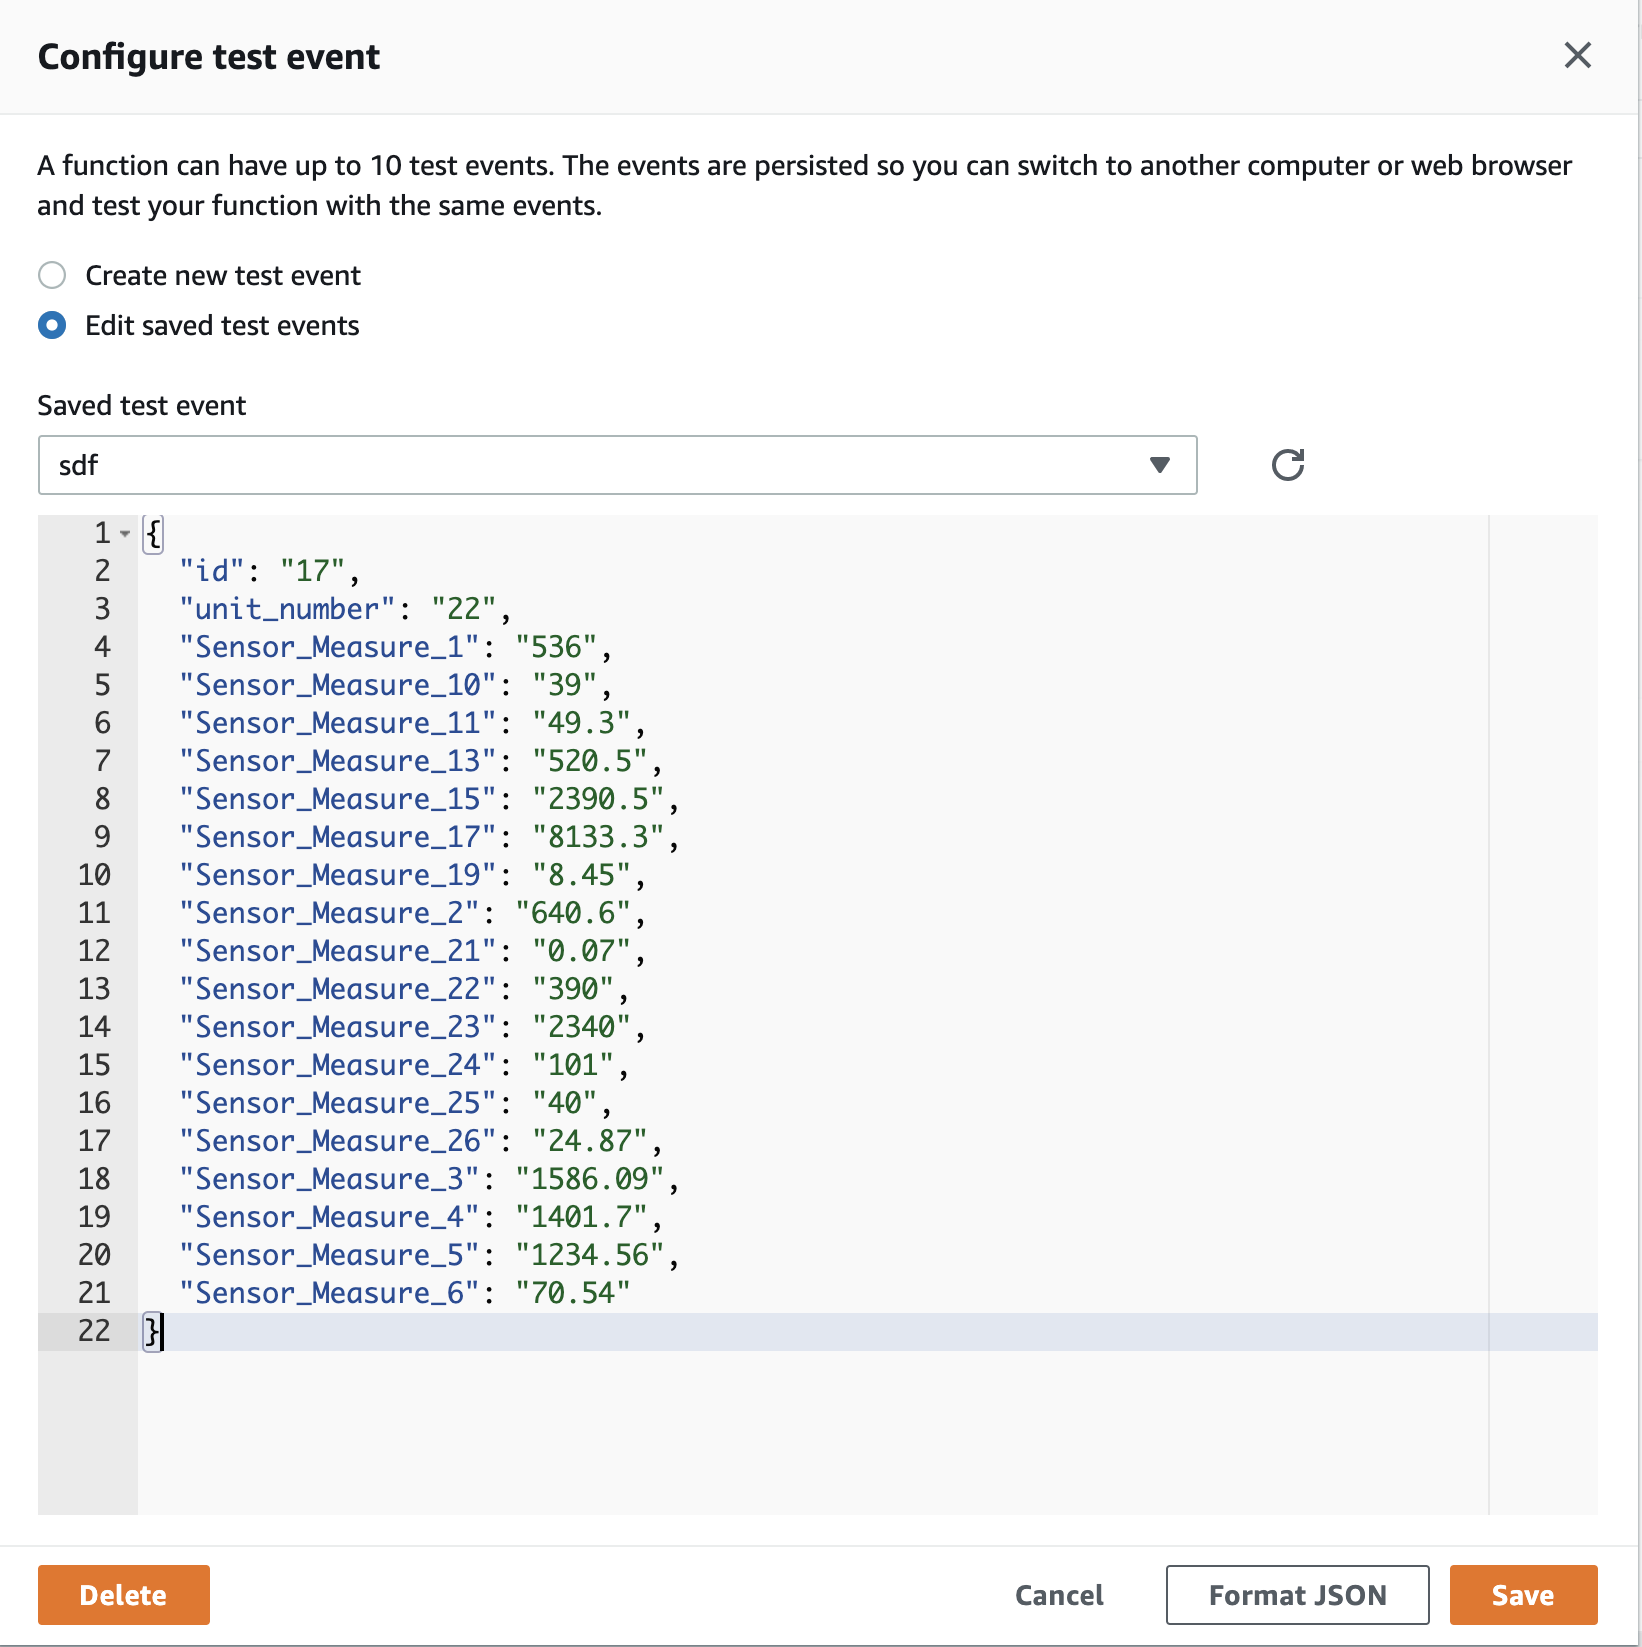 Configure test event
A function can have up to 10 test events. The events are persisted so you can switch to another computer or web browser
and test your function with the same events.
Create new test event
Edit saved test events
Saved test event
sdf
1 {
2 "id": "17",
3 "unit_number": "22",
4 "Sensor_Measure_1": "536",
5 "Sensor_Measure_10": "39",
6 "Sensor_Measure_11": "49.3",
7 "Sensor_Measure_13": "520.5",
8 "Sensor_Measure_15": "2390.5",
9 "Sensor_Measure_17": "8133.3",
10 "Sensor_Measure_19": "8.45",
11 "Sensor_Measure_2": "640.6",
12 "Sensor_Measure_21": "0.07",
13 "Sensor_Measure_22": "390",
14 "Sensor_Measure_23": "2340",
15 "Sensor_Measure_24": "101",
16 "Sensor_Measure_25": "40",
17 "Sensor_Measure_26": "24.87",
18 "Sensor_Measure_3": "1586.09",
19 "Sensor_Measure_4": "1401.7",
20 "Sensor_Measure_5": "1234.56",
21 "Sensor_Measure_6": "70.54"
22 }
Delete Cancel Format JSON Save